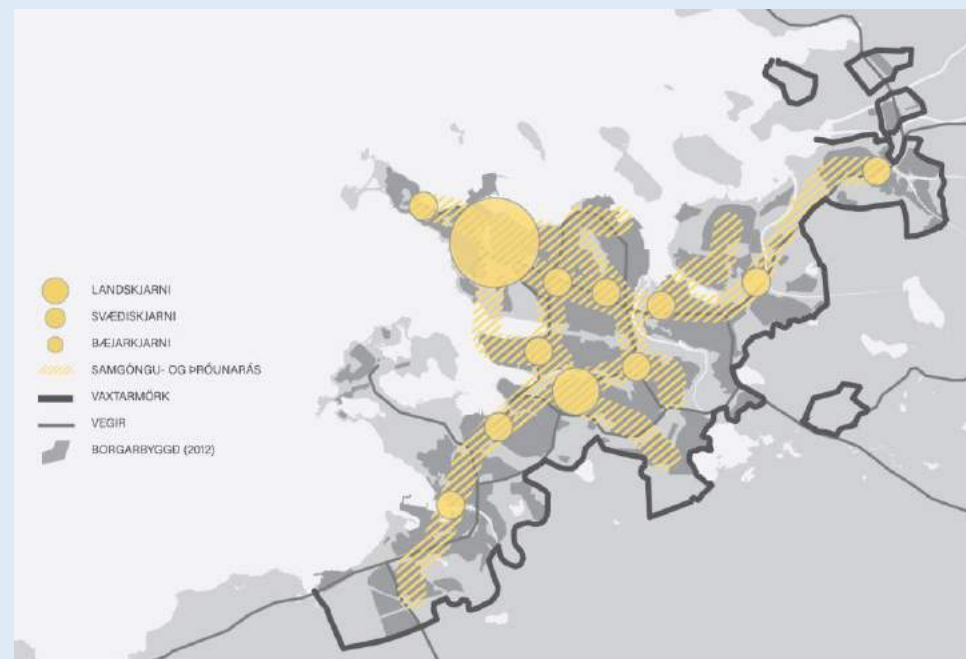 LANDSKJARNI
SVÆÐISKJARNI
BÆJARKJARNI
SAMGÖNGU- OG ÞRÓUNARÁS
VAXTARMÖRK
VEGIR
BORGARBYGGÐ (2012)